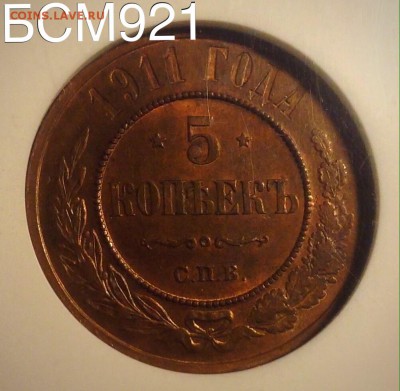 БСМ921
COINS.LAVE.RU
1911 ГОДА
5
КОПѢЕКЪ
С.П.Б.